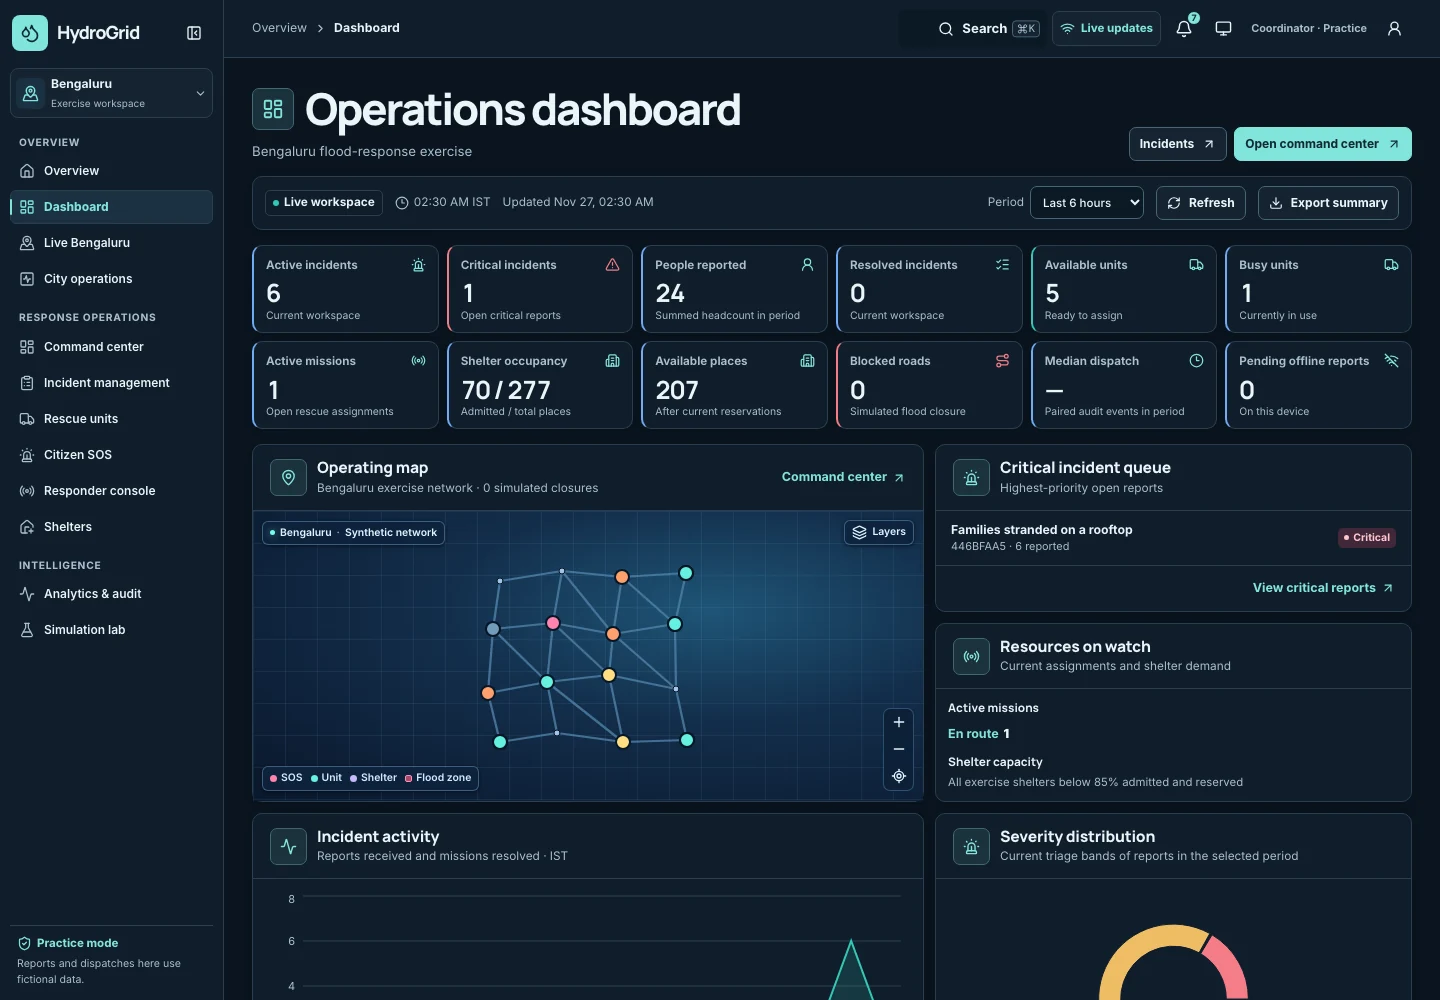 HydroGrid
Bengaluru
Exercise workspace
OVERVIEW
Overview
Dashboard
Live Bengaluru
City operations
RESPONSE OPERATIONS
Command center
Incident management
Rescue units
Citizen SOS
Responder console
Shelters
INTELLIGENCE
Analytics & audit
Simulation lab
Practice mode
Reports and dispatches here use
fictional data.
Overview > Dashboard
Search ⌘K
Live updates
7
Coordinator · Practice
Operations dashboard
Bengaluru flood-response exercise
Incidents
Open command center
Live workspace
02:30 AM IST
Updated Nov 27, 02:30 AM
Period
Last 6 hours
Refresh
Export summary
Active incidents
6
Current workspace
Critical incidents
1
Open critical reports
People reported
24
Summed headcount in period
Resolved incidents
0
Current workspace
Available units
5
Ready to assign
Busy units
1
Currently in use
Active missions
1
Open rescue assignments
Shelter occupancy
70 / 277
Admitted / total places
Available places
207
After current reservations
Blocked roads
0
Simulated flood closure
Median dispatch
—
Paired audit events in period
Pending offline reports
0
On this device
Operating map
Bengaluru exercise network · 0 simulated closures
Command center
Bengaluru · Synthetic network
Layers
+
−
SOS
Unit
Shelter
Flood zone
Critical incident queue
Highest-priority open reports
Families stranded on a rooftop
446BFAA5 · 6 reported
Critical
View critical reports
Resources on watch
Current assignments and shelter demand
Active missions
En route 1
Shelter capacity
All exercise shelters below 85% admitted and reserved
Incident activity
Reports received and missions resolved · IST
8
6
4
Severity distribution
Current triage bands of reports in the selected period